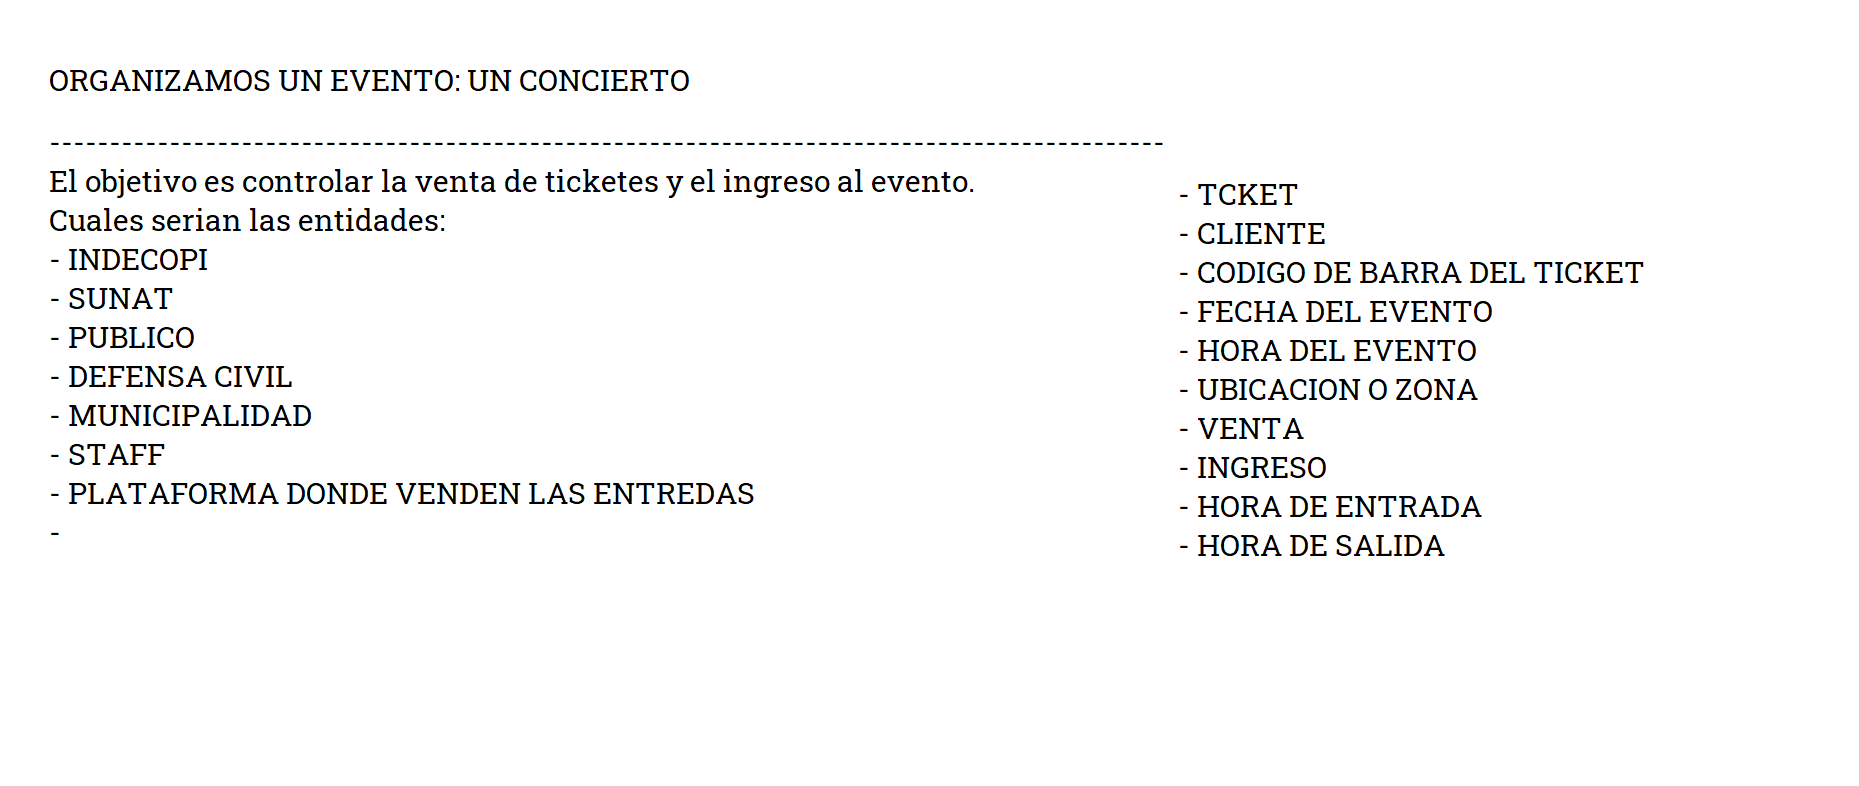 ORGANIZAMOS UN EVENTO: UN CONCIERTO
---------------------------------------------------------------------------------------------
El objetivo es controlar la venta de ticketes y el ingreso al evento.
Cuales serian las entidades:
- INDECOPI
- SUNAT
- PUBLICO
- DEFENSA CIVIL
- MUNICIPALIDAD
- STAFF
- PLATAFORMA DONDE VENDEN LAS ENTREDAS
-
- TCKET
- CLIENTE
- CODIGO DE BARRA DEL TICKET
- FECHA DEL EVENTO
- HORA DEL EVENTO
- UBICACION O ZONA
- VENTA
- INGRESO
- HORA DE ENTRADA
- HORA DE SALIDA